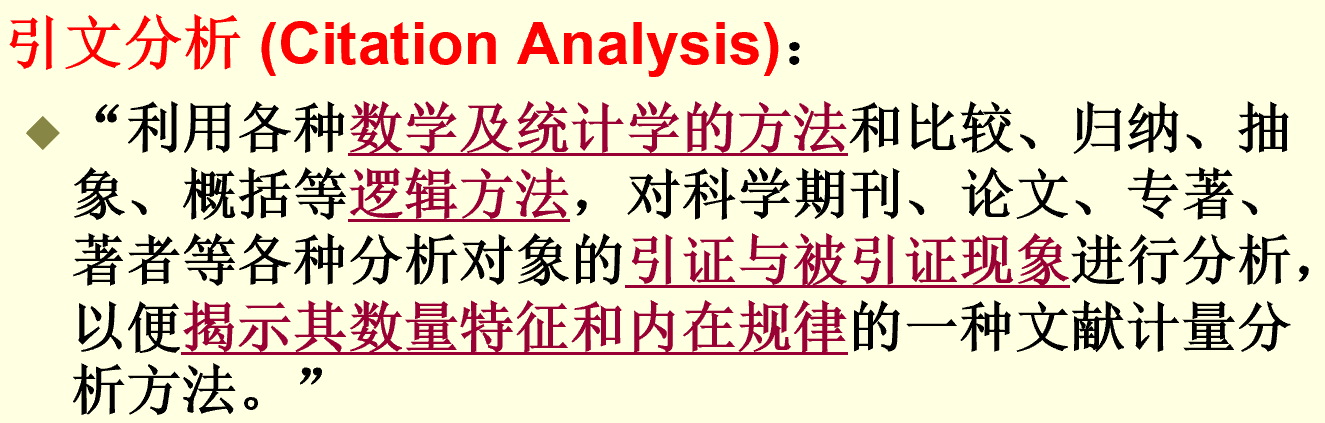 引文分析 (Citation Analysis)：
“利用各种数学及统计学的方法和比较、归纳、抽
象、概括等逻辑方法，对科学期刊、论文、专著、
著者等各种分析对象的引证与被引证现象进行分析，
以便揭示其数量特征和内在规律的一种文献计量分
析方法。”